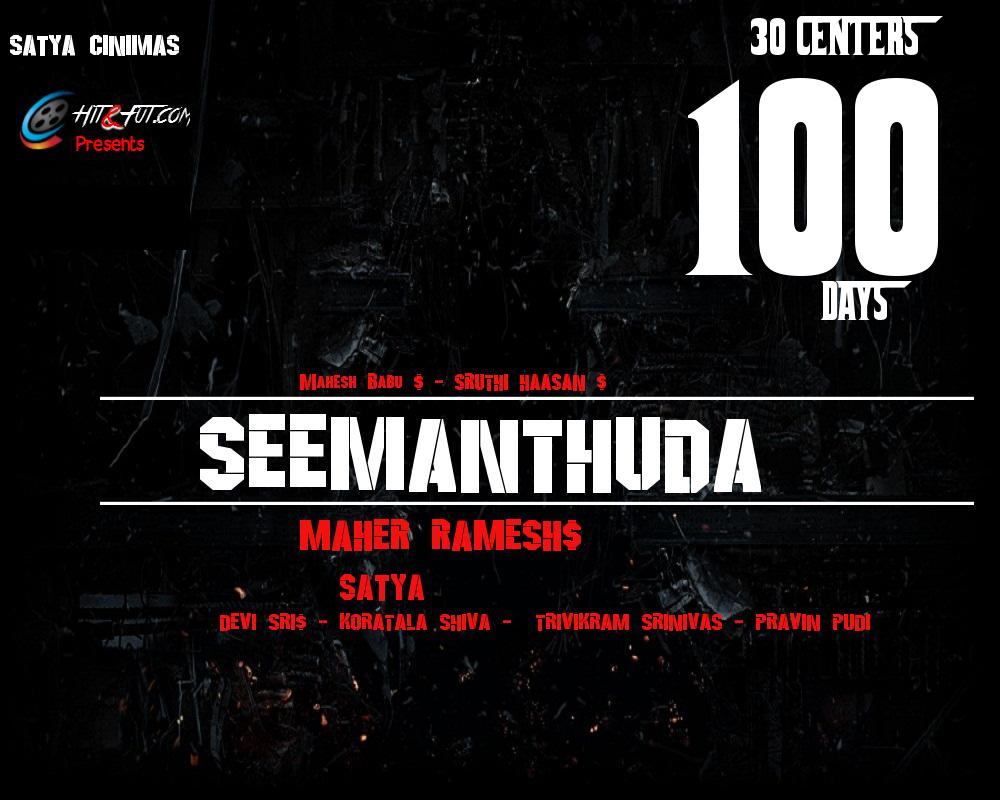 SATYA CINIMAS
30 CENTERS
HIT&FUT.COM
Presents
100
DAYS
MAHESH BABU $ - SRUTHI HAASAN $
SEEMANTHUDA
MAHER RAMESH$
SATYA
DEVI SRI$ - KORATALA .SHIVA - TRIVIKRAM SRINIVAS - PRAVIN PUDI